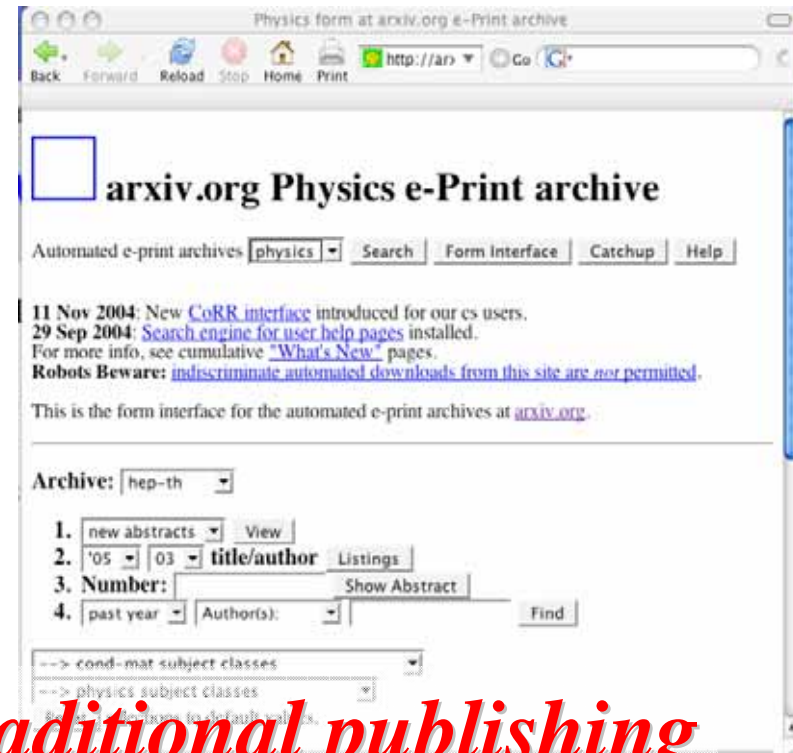 Physics form at arxiv.org e-Print archive
Back Forward Reload Stop Home Print http://ar Go
arxiv.org Physics e-Print archive
Automated e-print archives physics Search Form Interface Catchup Help
11 Nov 2004: New CoRR interface introduced for our cs users.
29 Sep 2004: Search engine for user help pages installed.
For more info, see cumulative "What's New" pages.
Robots Beware: indiscriminate automated downloads from this site are not permitted.
This is the form interface for the automated e-print archives at arxiv.org.
Archive: hep-th
1. new abstracts View
2. '05 03 title/author Listings
3. Number: Show Abstract
4. past year Author(s): Find
--> cond-mat subject classes
--> physics subject classes
selections to default values.
aditional publishing